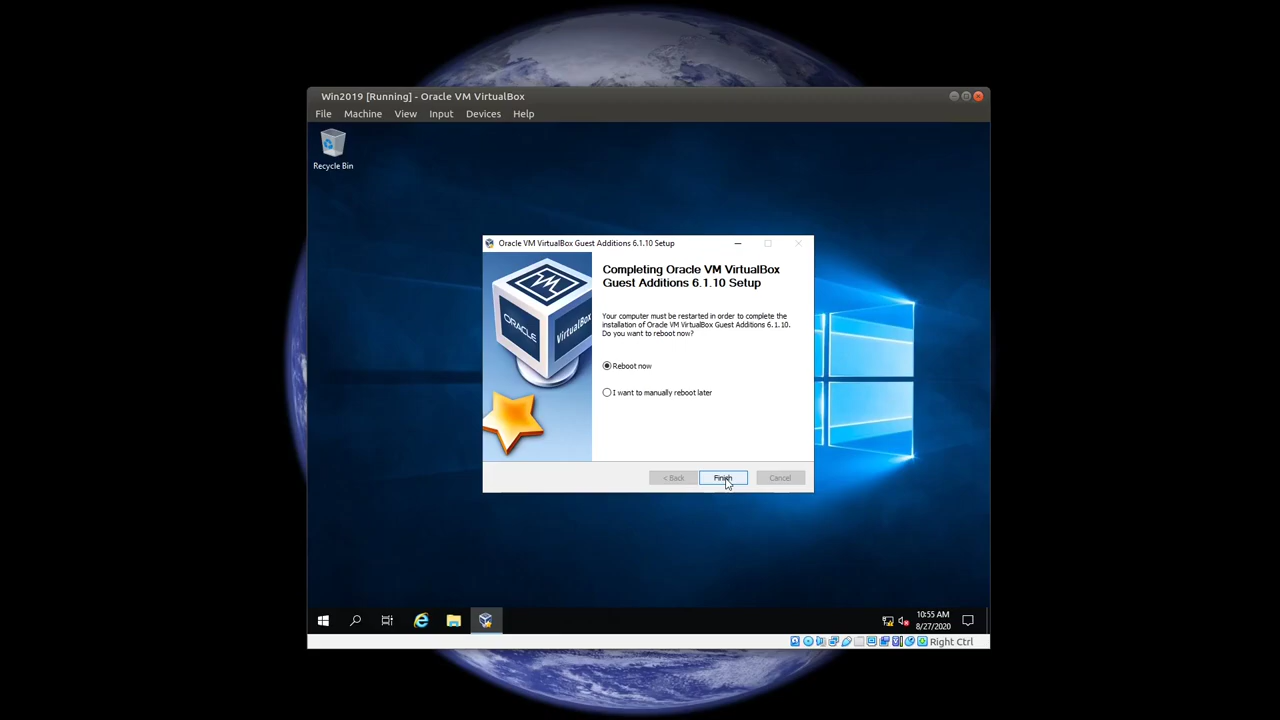 Win2019 [Running] - Oracle VM VirtualBox
File Machine View Input Devices Help
Recycle Bin
Oracle VM VirtualBox Guest Additions 6.1.10 Setup
Completing Oracle VM VirtualBox
Guest Additions 6.1.10 Setup
Your computer must be restarted in order to complete the
installation of Oracle VM VirtualBox Guest Additions 6.1.10.
Do you want to reboot now?
Reboot now
I want to manually reboot later
ORACLE
VirtualBox
< Back Finish Cancel
10:55 AM
8/27/2020
Right Ctrl